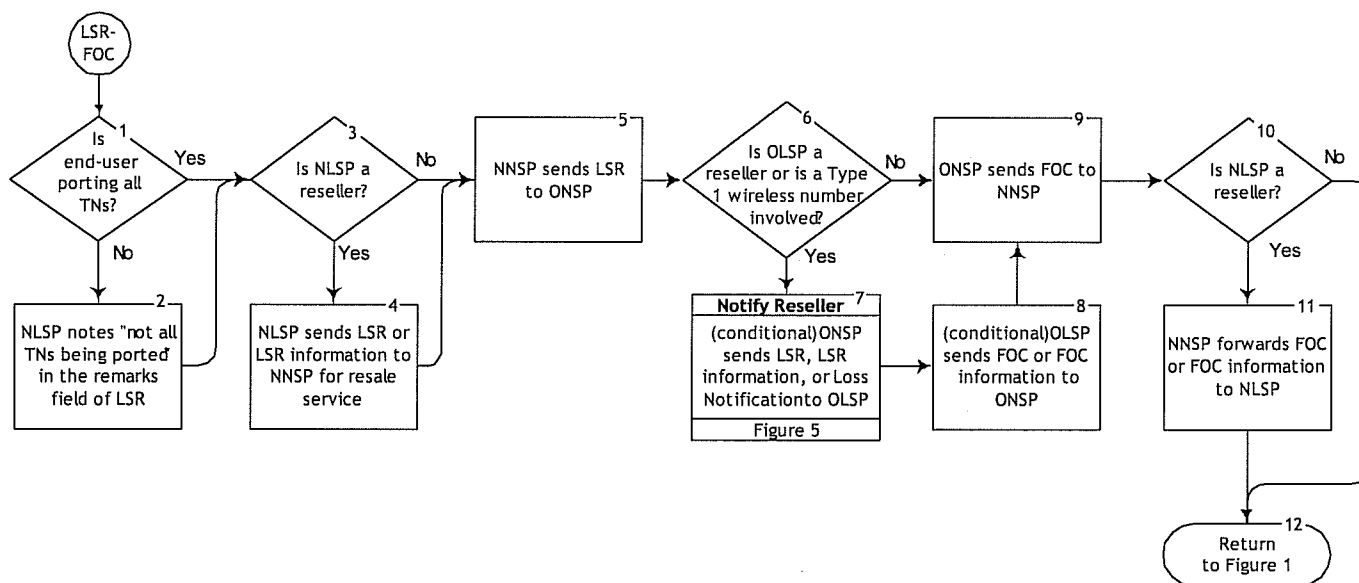 LSR-
FOC
1
Is
end-user
porting all
TNs?
Yes
No
2
NLSP notes "not all
TNs being ported"
in the remarks
field of LSR
3
Is NLSP a
reseller?
No
Yes
4
NLSP sends LSR or
LSR information to
NNSP for resale
service
5
NNSP sends LSR
to ONSP
6
Is OLSP a
reseller or is a Type
1 wireless number
involved?
No
Yes
7
Notify Reseller
(conditional)ONSP
sends LSR, LSR
information, or Loss
Notificationto OLSP
Figure 5
8
(conditional)OLSP
sends FOC or FOC
information to
ONSP
9
ONSP sends FOC to
NNSP
10
Is NLSP a
reseller?
No
Yes
11
NNSP forwards FOC
or FOC information
to NLSP
12
Return
to Figure 1